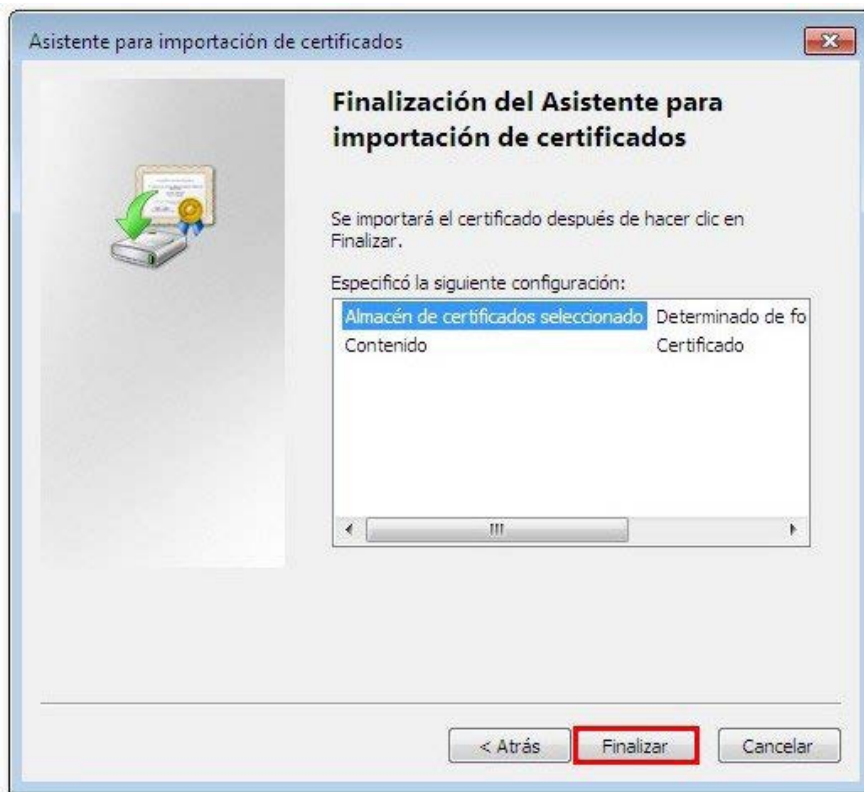 Asistente para importación de certificados
Finalización del Asistente para
importación de certificados
Se importará el certificado después de hacer clic en
Finalizar.
Especificó la siguiente configuración:
Almacén de certificados seleccionado Determinado de fo
Contenido Certificado
< Atrás Finalizar Cancelar